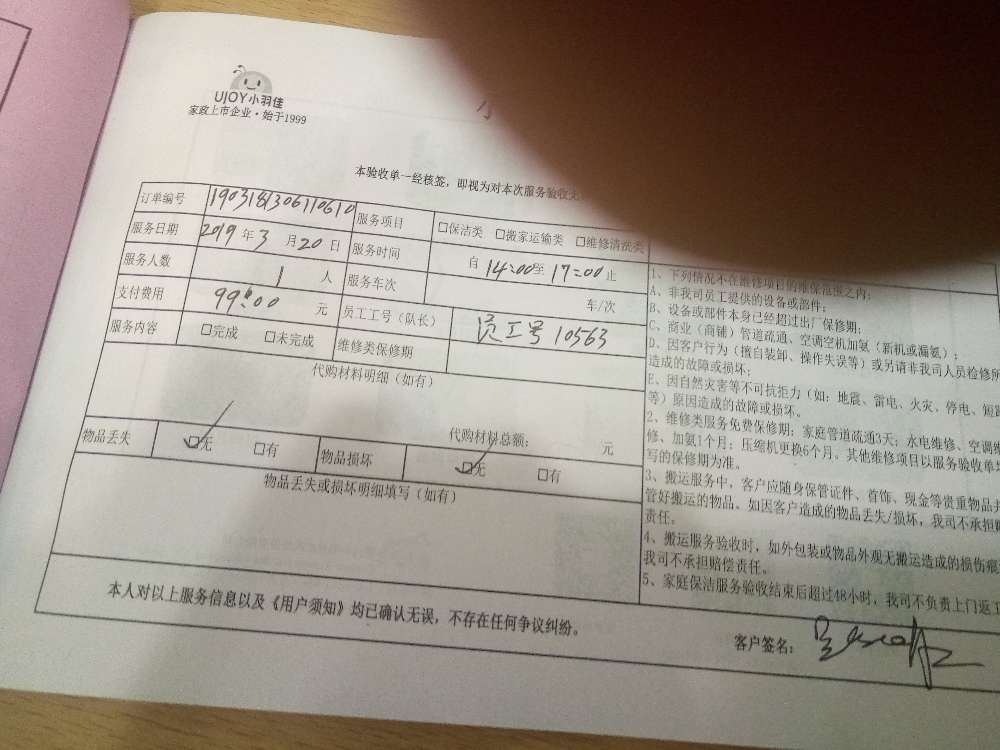 UJOY小羽佳
家政上市企业·始于1999
本验收单一经核签，即视为对本次服务验收
订单编号 1903181306110610 服务项目 □保洁类 □搬家运输类 □维修清洗类
服务日期 2019年3月20日 服务时间 自14:00至17:00止
服务人数 1人 服务车次 车/次
支付费用 99.00元 员工工号（队长） 员工号10563
服务内容 □完成 □未完成 维修类保修期
代购材料明细（如有）
代购材料总额： 元
物品丢失 □无 □有 物品损坏 □无 □有
物品丢失或损坏明细填写（如有）
1、下列情况不在维修项目的维保范围之内：
A、非我司员工提供的设备或部件；
B、设备或部件本身已经超过出厂保修期；
C、商业（商铺）管道疏通、空调空机加氨（新机或漏氨）；
D、因客户行为（擅自装卸、操作失误等）或另请非我司人员检修所
造成的故障或损坏；
E、因自然灾害等不可抗拒力（如：地震、雷电、火灾、停电、短路
等）原因造成的故障或损坏。
2、维修类服务免费保修期：家庭管道疏通3天；水电维修、空调维
修、加氨1个月；压缩机更换6个月。其他维修项目以服务验收单填
写的保修期为准。
3、搬运服务中，客户应随身保管证件、首饰、现金等贵重物品并
管好搬运的物品。如因客户造成的物品丢失/损坏，我司不承担赔
责任。
4、搬运服务验收时，如外包装或物品外观无搬运造成的损伤痕
我司不承担赔偿责任。
5、家庭保洁服务验收结束后超过48小时，我司不负责上门返工
本人对以上服务信息以及《用户须知》均已确认无误，不存在任何争议纠纷。
客户签名：